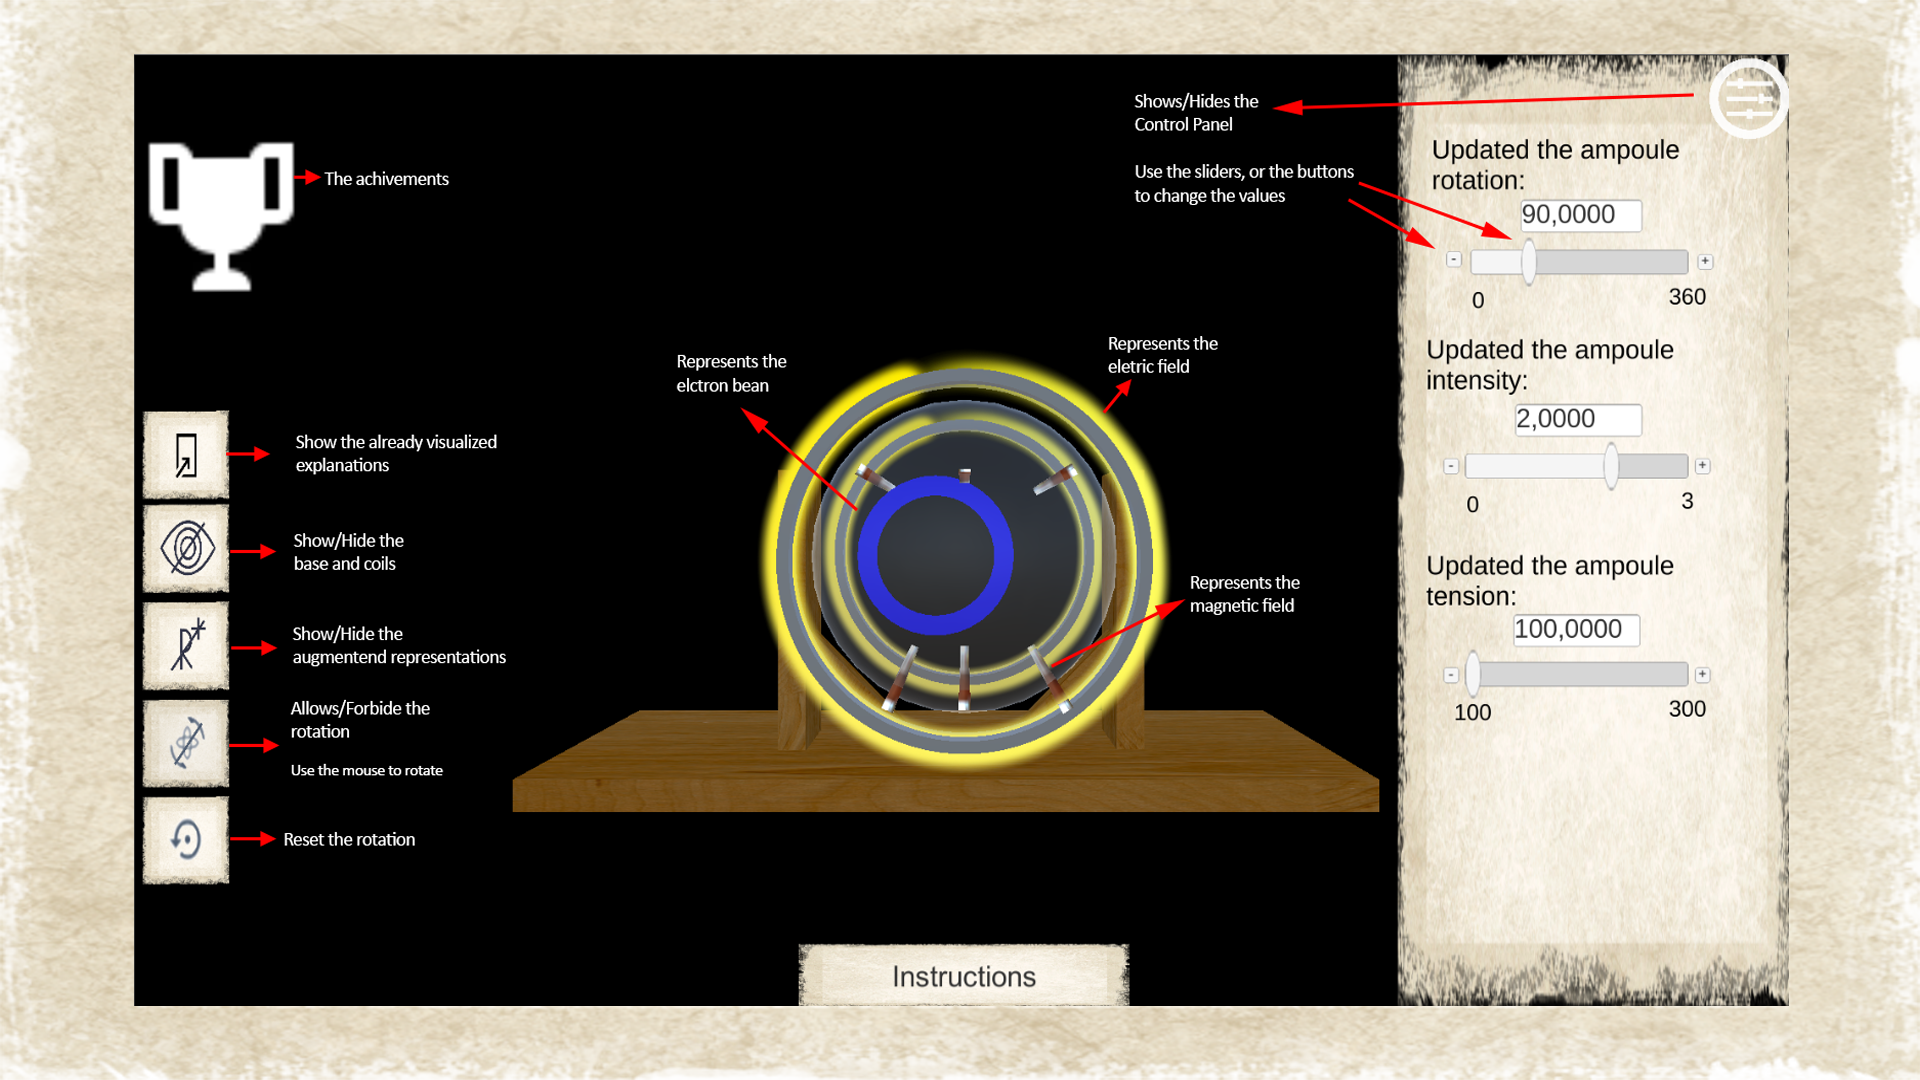 The achivements
Show the already visualized
explanations
Show/Hide the
base and coils
Show/Hide the
augmentend representations
Allows/Forbide the
rotation
Use the mouse to rotate
Reset the rotation
Represents the
elctron bean
Represents the
eletric field
Represents the
magnetic field
Shows/Hides the
Control Panel
Use the sliders, or the buttons
to change the values
Updated the ampoule
rotation:
90,0000
- +
0 360
Updated the ampoule
intensity:
2,0000
- +
0 3
Updated the ampoule
tension:
100,0000
- +
100 300
Instructions